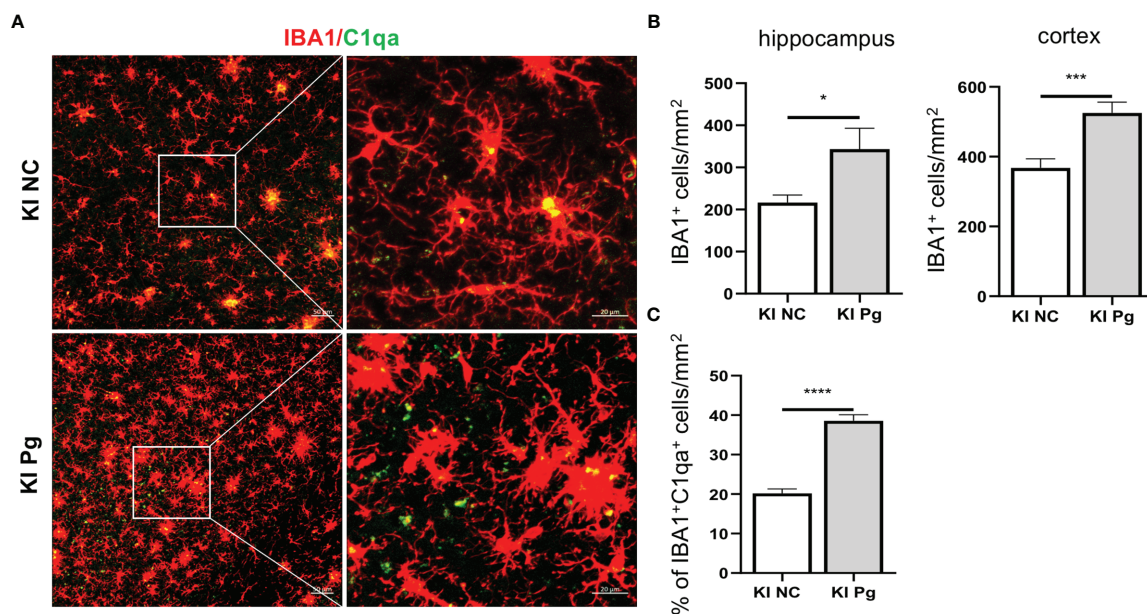 A
IBA1/C1qa
KI NC
50 µm
20 µm
KI Pg
50 µm
20 µm
B
hippocampus
IBA1⁺ cells/mm²
500
400
300
200
100
0
*
KI NC KI Pg
cortex
IBA1⁺ cells/mm²
600
400
200
0
***
KI NC KI Pg
C
% of IBA1⁺C1qa⁺ cells/mm²
50
40
30
20
10
0
****
KI NC KI Pg